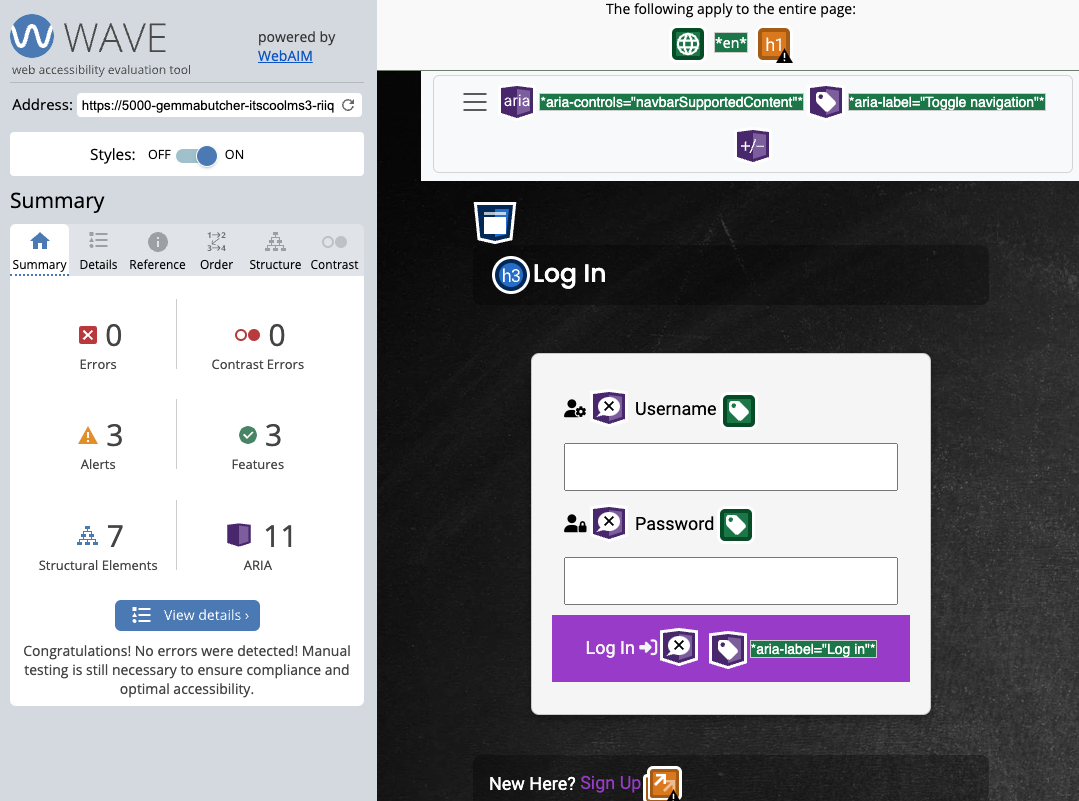 WAVE
web accessibility evaluation tool
powered by
WebAIM
Address: https://5000-gemmabutcher-itscoolms3-riiq
Styles: OFF ON
Summary
Summary Details Reference Order Structure Contrast
0 Errors
0 Contrast Errors
3 Alerts
3 Features
7 Structural Elements
11 ARIA
View details ›
Congratulations! No errors were detected! Manual
testing is still necessary to ensure compliance and
optimal accessibility.
The following apply to the entire page:
*en* h1
aria *aria-controls="navbarSupportedContent"* *aria-label="Toggle navigation"*
+/-
h3 Log In
Username
Password
Log In *aria-label="Log in"*
New Here? Sign Up